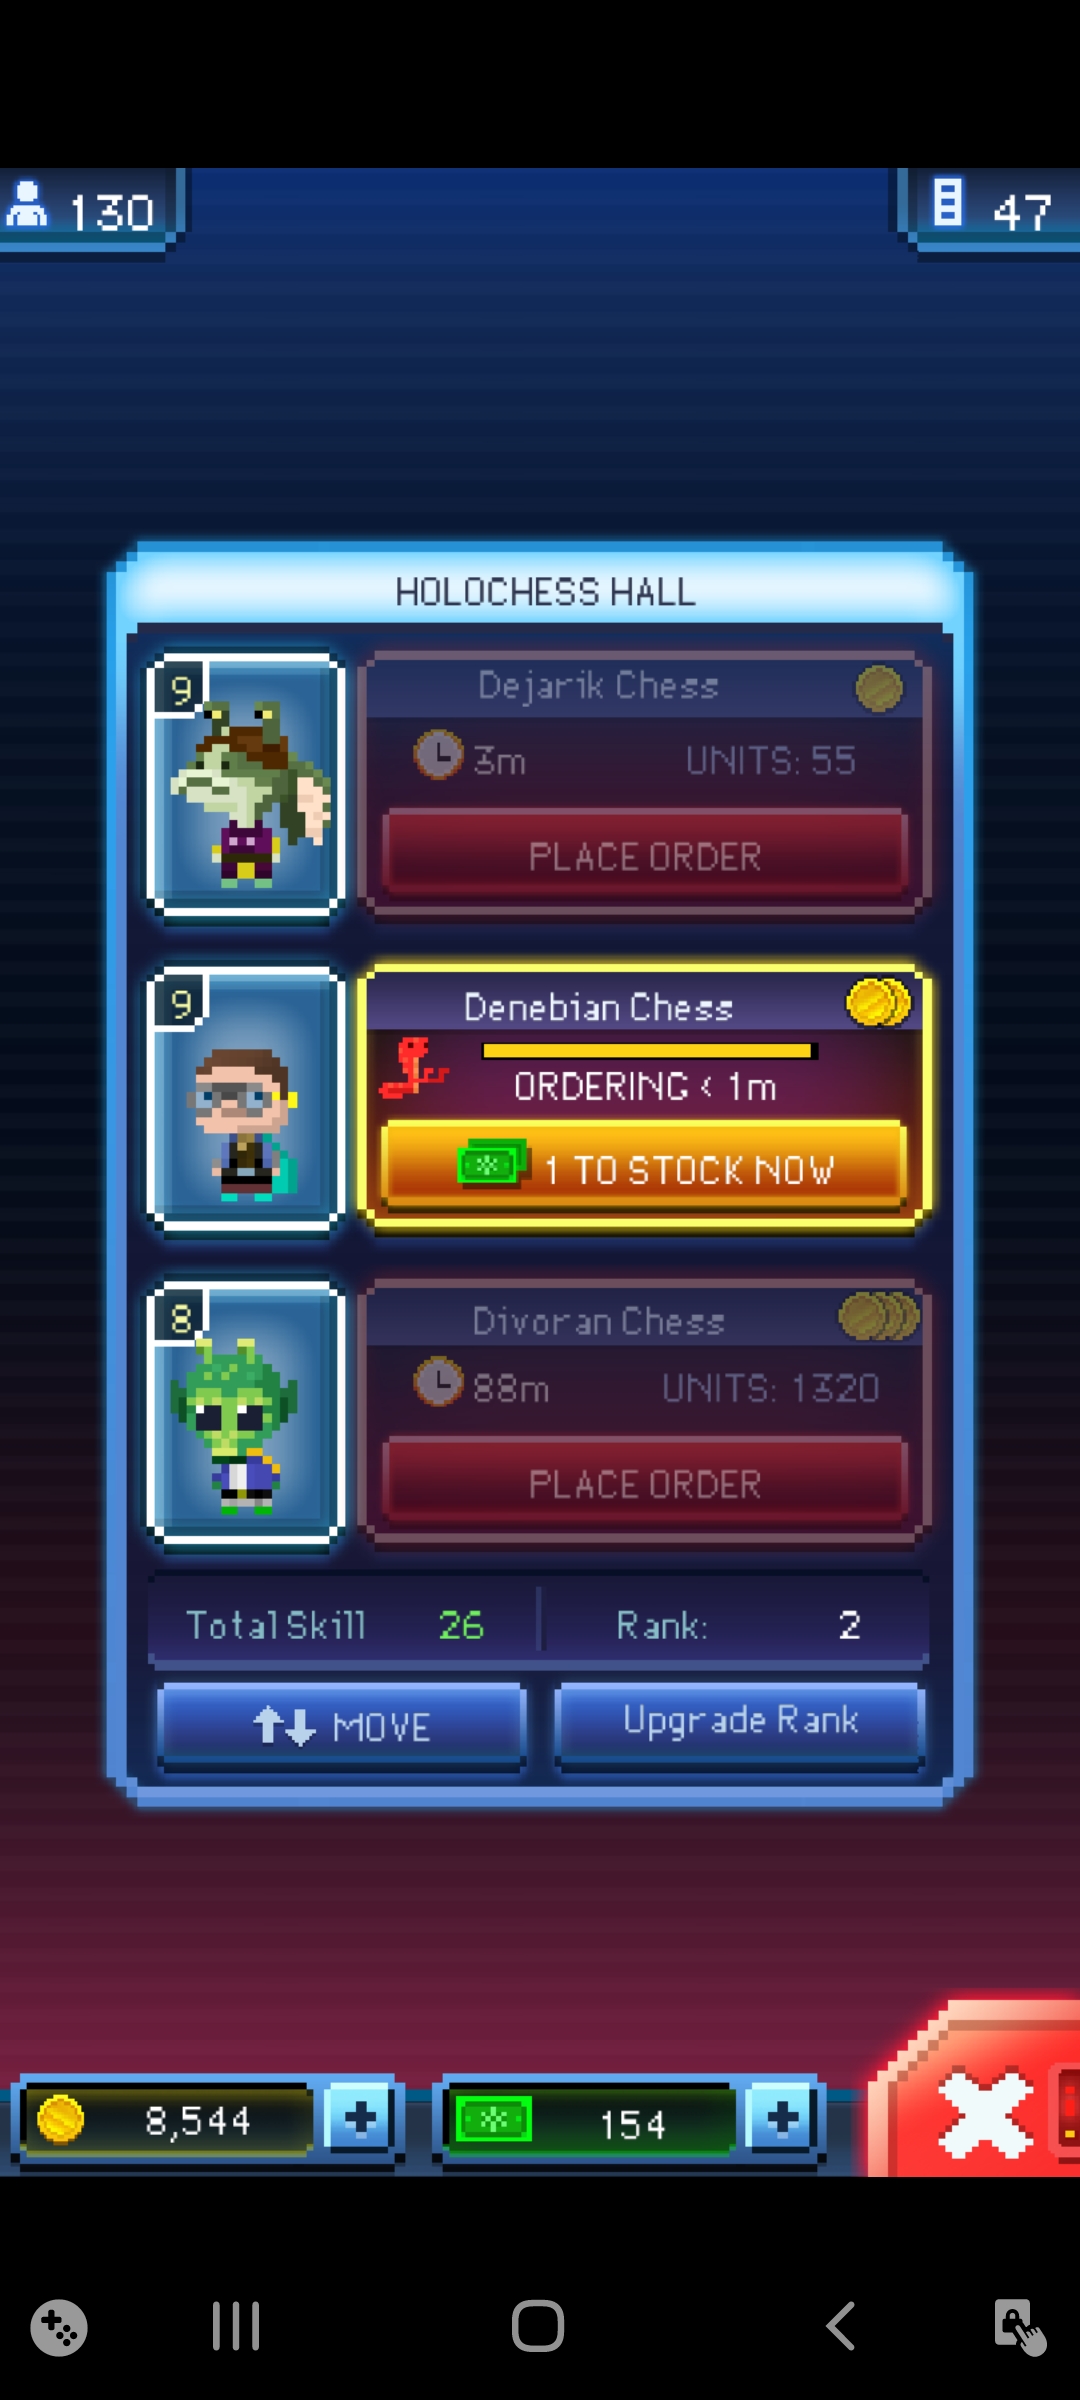 130
47
HOLOCHESS HALL
9
Dejarik Chess
3m
UNITS: 55
PLACE ORDER
9
Denebian Chess
ORDERING < 1m
1 TO STOCK NOW
8
Divoran Chess
88m
UNITS: 1320
PLACE ORDER
Total Skill 26
Rank: 2
MOVE
Upgrade Rank
8,544
154